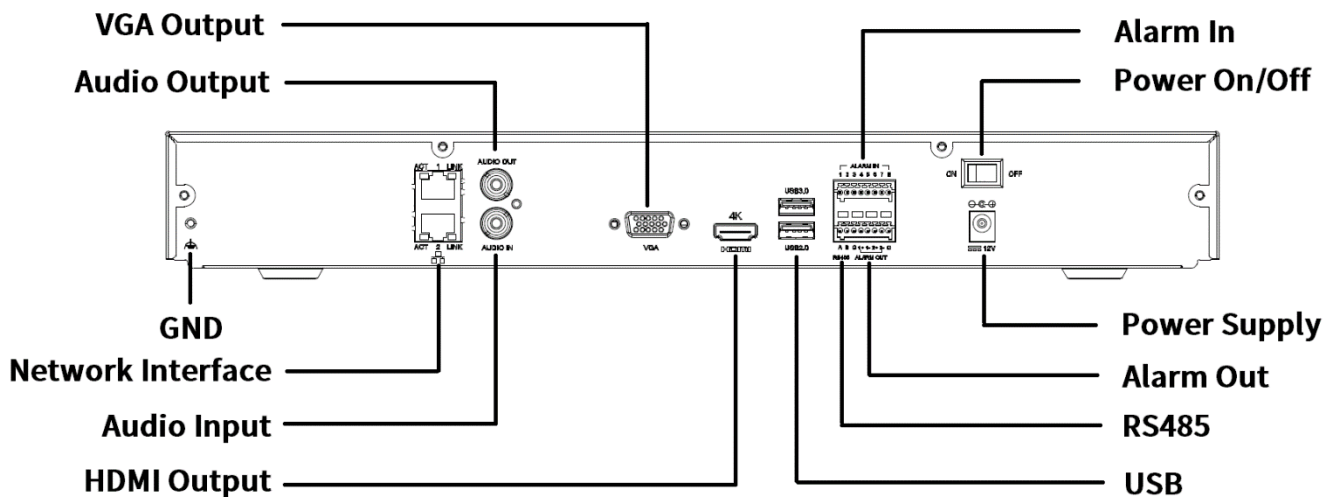 VGA Output
Alarm In
Audio Output
Power On/Off
ACT 1 LINK
AUDIO OUT
ALARM IN
1 2 3 4 5 6 7 8
ON OFF
USB3.0
4K
ACT 2 LINK
AUDIO IN
VGA
HDMI
USB2.0
RS485 ALARM OUT
12V
GND
Power Supply
Network Interface
Alarm Out
Audio Input
RS485
HDMI Output
USB